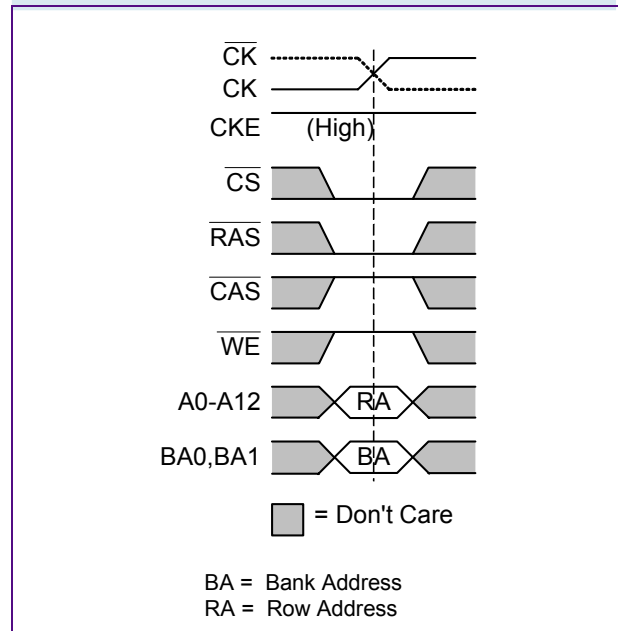 CK
CK
CKE (High)
CS
RAS
CAS
WE
A0-A12 RA
BA0,BA1 BA
= Don't Care
BA = Bank Address
RA = Row Address